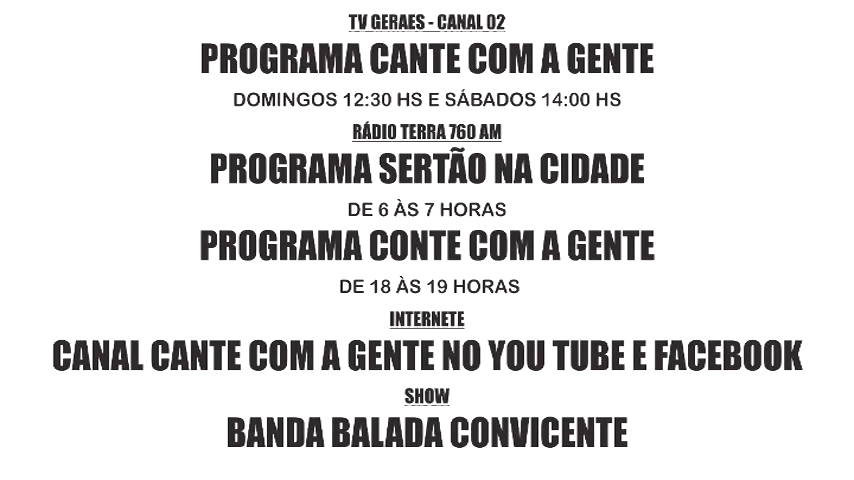 TV GERAES - CANAL 02
PROGRAMA CANTE COM A GENTE
DOMINGOS 12:30 HS E SÁBADOS 14:00 HS
RÁDIO TERRA 760 AM
PROGRAMA SERTÃO NA CIDADE
DE 6 ÀS 7 HORAS
PROGRAMA CONTE COM A GENTE
DE 18 ÀS 19 HORAS
INTERNETE
CANAL CANTE COM A GENTE NO YOU TUBE E FACEBOOK
SHOW
BANDA BALADA CONVICENTE